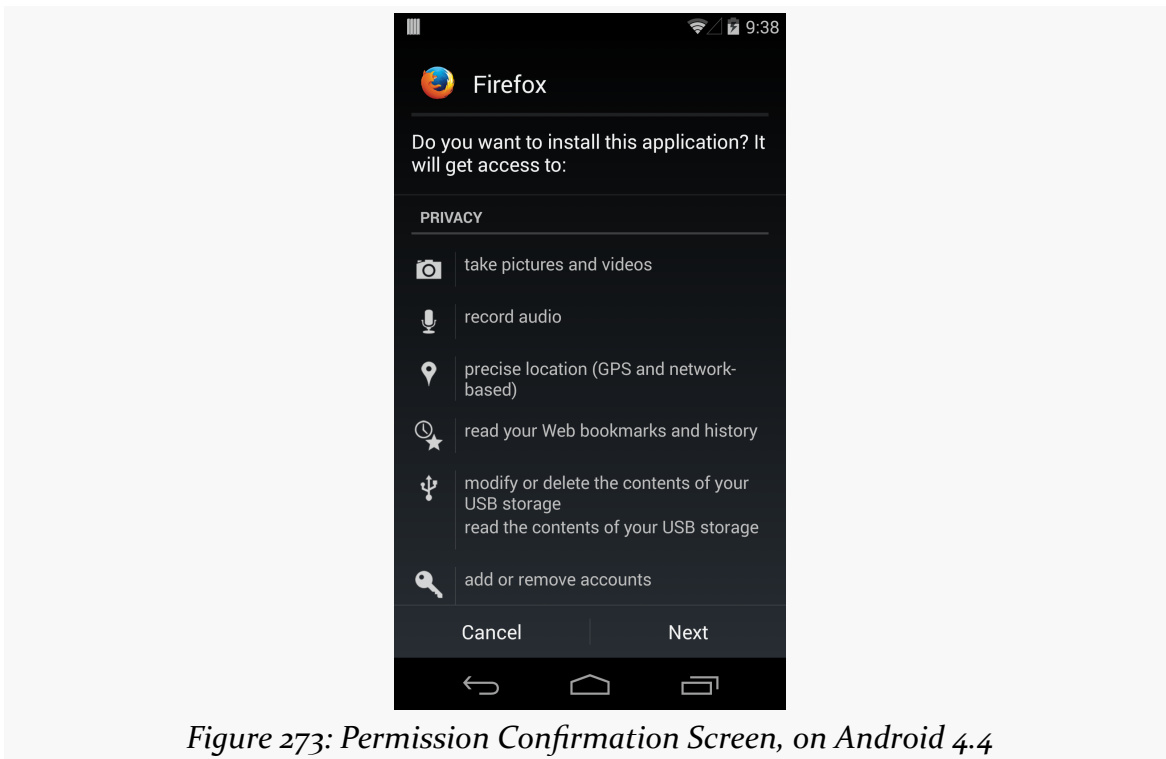 9:38
Firefox
Do you want to install this application? It
will get access to:
PRIVACY
take pictures and videos
record audio
precise location (GPS and network-
based)
read your Web bookmarks and history
modify or delete the contents of your
USB storage
read the contents of your USB storage
add or remove accounts
Cancel Next
Figure 273: Permission Confirmation Screen, on Android 4.4